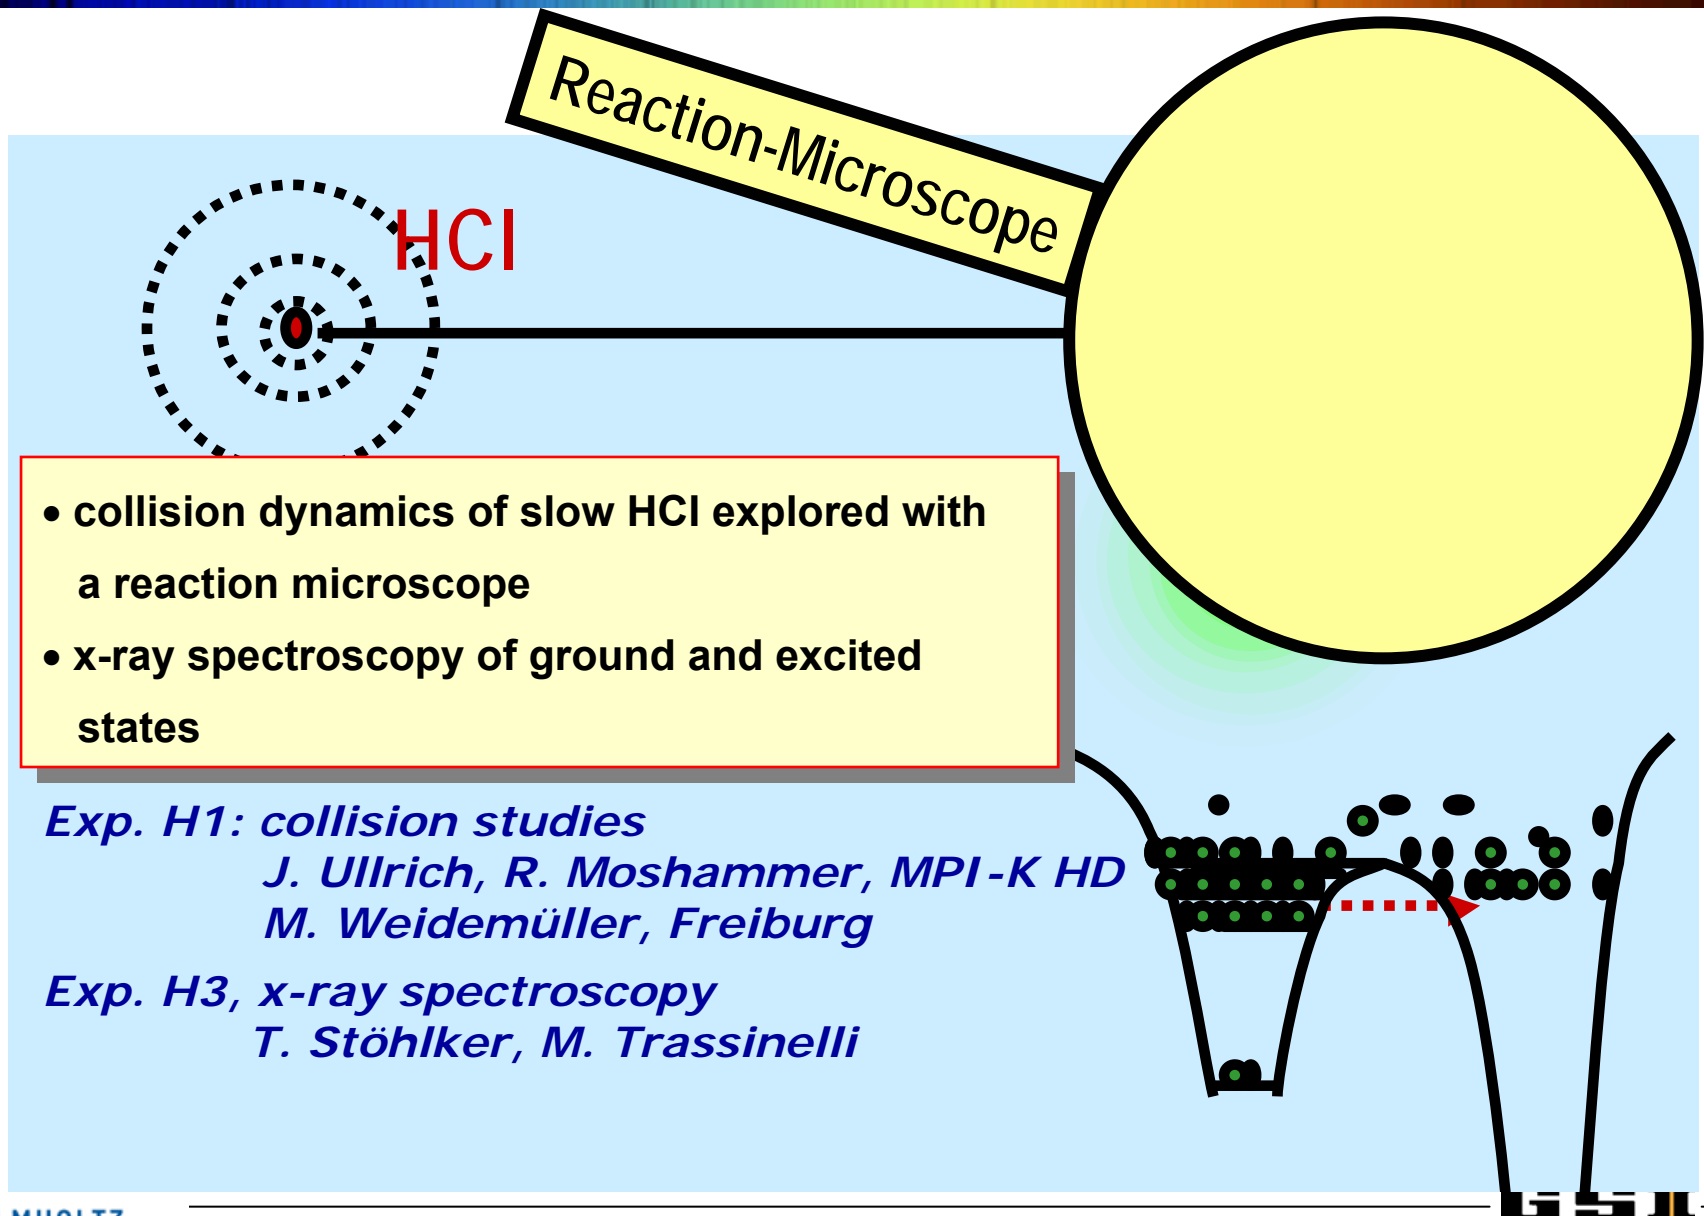 Reaction-Microscope
HCI
• collision dynamics of slow HCI explored with
a reaction microscope
• x-ray spectroscopy of ground and excited
states
Exp. H1: collision studies
J. Ullrich, R. Moshammer, MPI-K HD
M. Weidemüller, Freiburg
Exp. H3, x-ray spectroscopy
T. Stöhlker, M. Trassinelli